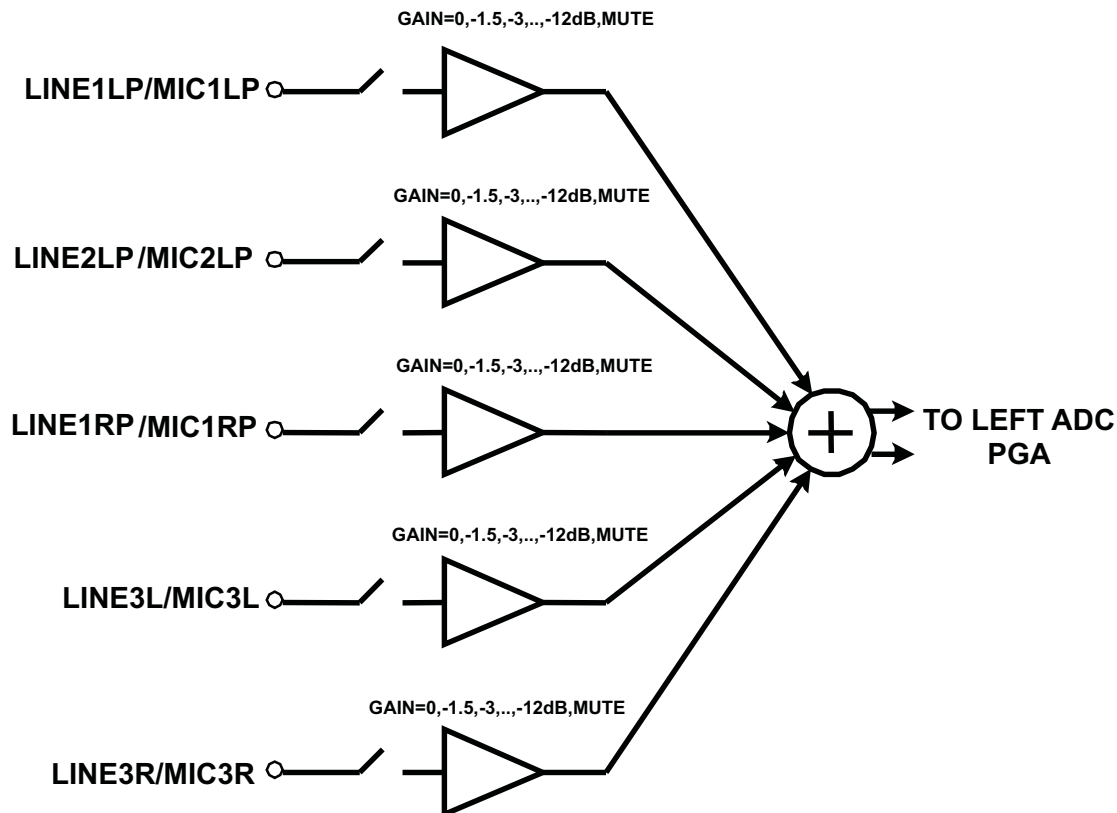 GAIN=0,-1.5,-3,..,-12dB,MUTE
LINE1LP/MIC1LP
GAIN=0,-1.5,-3,..,-12dB,MUTE
LINE2LP/MIC2LP
GAIN=0,-1.5,-3,..,-12dB,MUTE
LINE1RP/MIC1RP
TO LEFT ADC
PGA
GAIN=0,-1.5,-3,..,-12dB,MUTE
LINE3L/MIC3L
GAIN=0,-1.5,-3,..,-12dB,MUTE
LINE3R/MIC3R